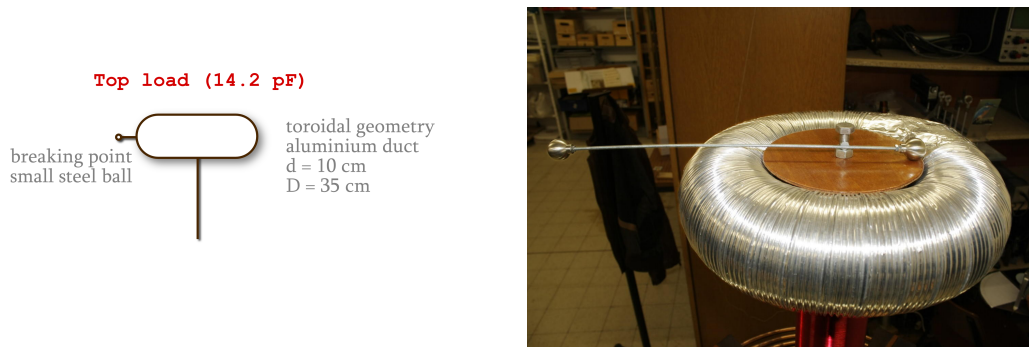 Top load (14.2 pF)
breaking point
small steel ball
toroidal geometry
aluminium duct
d = 10 cm
D = 35 cm